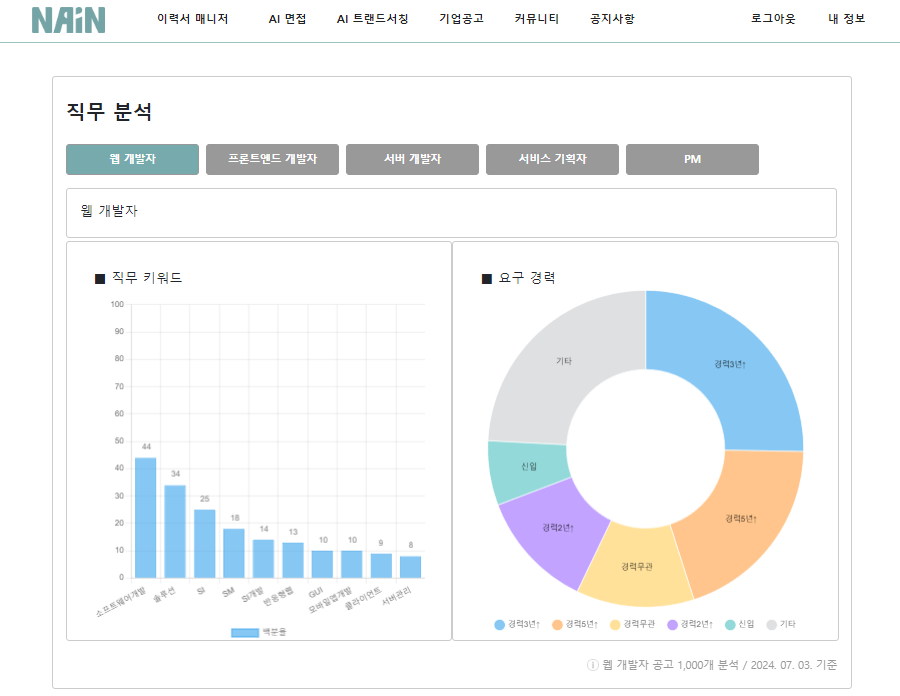 NAiN
이력서 매니저 AI 면접 AI 트랜드서칭 기업공고 커뮤니티 공지사항 로그아웃 내 정보
직무 분석
웹 개발자 프론트엔드 개발자 서버 개발자 서비스 기획자 PM
웹 개발자
■ 직무 키워드
100
90
80
70
60
50
40
30
20
10
0
44 34 25 18 14 13 10 10 9 8
소프트웨어개발 솔루션 SI SM SI개발 반응형웹 GUI 모바일앱개발 클라이언트 서버관리
백분율
■ 요구 경력
기타 경력3년↑
신입
경력5년↑
경력2년↑
경력무관
경력3년↑ 경력5년↑ 경력무관 경력2년↑ 신입 기타
ⓘ 웹 개발자 공고 1,000개 분석 / 2024. 07. 03. 기준